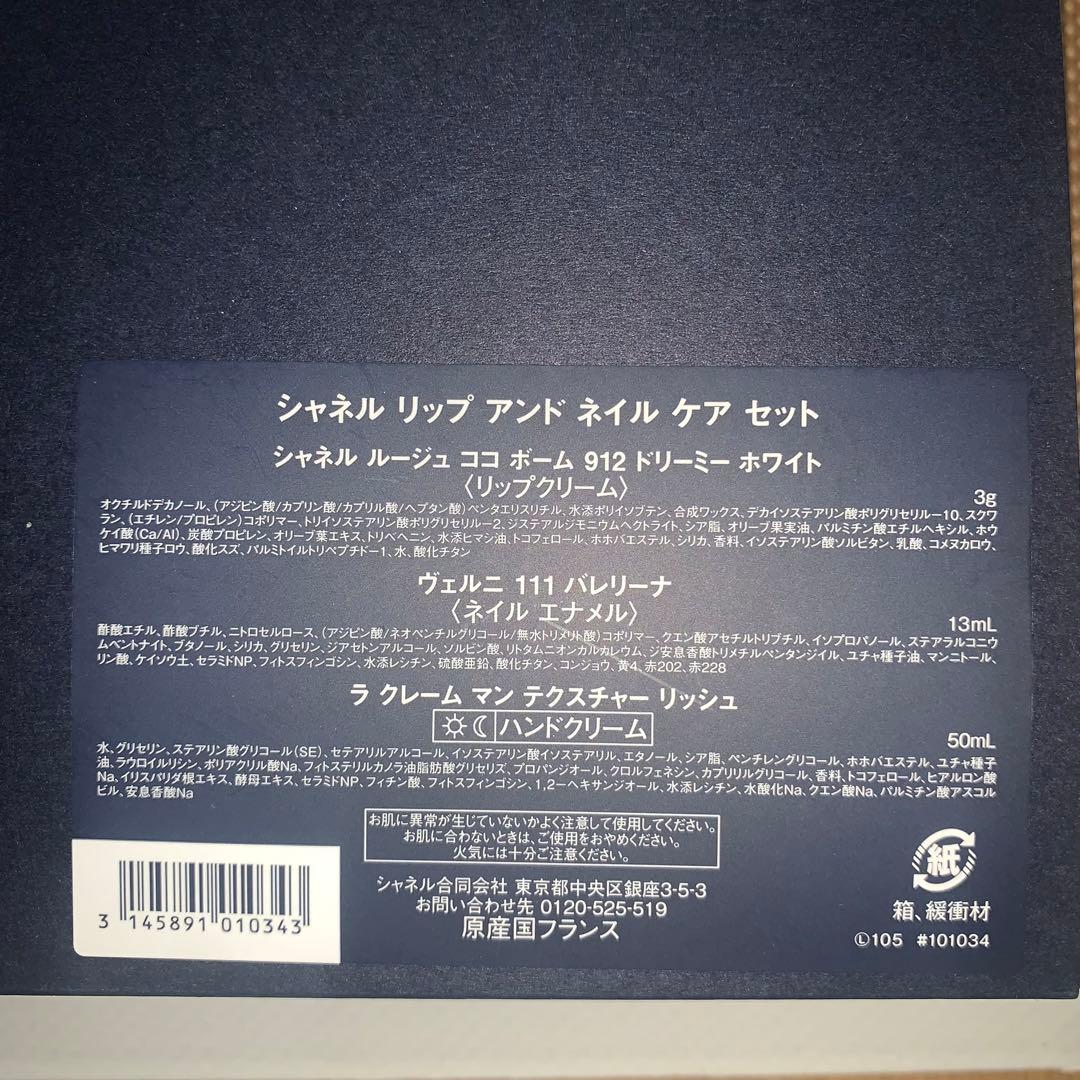 シャネル リップ アンド ネイル ケア セット
シャネル ルージュ ココ ボーム 912 ドリーミー ホワイト
〈リップクリーム〉
3g
オクチルドデカノール、(アジピン酸/カプリン酸/カプリル酸/ヘプタン酸)ペンタエリスリチル、水添ポリイソブテン、合成ワックス、デカイソステアリン酸ポリグリセリル-10、スクワ
ラン、(エチレン/プロピレン)コポリマー、トリイソステアリン酸ポリグリセリル-2、ジステアルジモニウムヘクトライト、シア脂、オリーブ果実油、パルミチン酸エチルヘキシル、ホウ
ケイ酸(Ca/Al)、炭酸プロピレン、オリーブ葉エキス、トリベヘニン、水添ヒマシ油、トコフェロール、ホホバエステル、シリカ、香料、イソステアリン酸ソルビタン、乳酸、コメヌカロウ、
ヒマワリ種子ロウ、酸化スズ、パルミトイルトリペプチド-1、水、酸化チタン
ヴェルニ 111 バレリーナ
〈ネイル エナメル〉
13mL
酢酸エチル、酢酸ブチル、ニトロセルロース、(アジピン酸/ネオペンチルグリコール/無水トリメリト酸)コポリマー、クエン酸アセチルトリブチル、イソプロパノール、ステアラルコニウ
ムベントナイト、ブタノール、シリカ、グリセリン、ジアセトンアルコール、ソルビン酸、リトタムニオンカルカレウム、ジ安息香酸トリメチルペンタンジイル、ユチャ種子油、マンニトール、
リン酸、ケイソウ土、セラミドNP、フィトスフィンゴシン、水添レシチン、硫酸亜鉛、酸化チタン、コンジョウ、黄4、赤202、赤228
ラ クレーム マン テクスチャー リッシュ
ハンドクリーム
50mL
水、グリセリン、ステアリン酸グリコール(SE)、セテアリルアルコール、イソステアリン酸イソステアリル、エタノール、シア脂、ペンチレングリコール、ホホバエステル、ユチャ種子
油、ラウロイルリシン、ポリアクリル酸Na、フィトステリルカノラ油脂肪酸グリセリズ、プロパンジオール、クロルフェネシン、カプリリルグリコール、香料、トコフェロール、ヒアルロン酸
Na、イリスパリダ根エキス、酵母エキス、セラミドNP、フィチン酸、フィトスフィンゴシン、1,2-ヘキサンジオール、水添レシチン、水酸化Na、クエン酸Na、パルミチン酸アスコル
ビル、安息香酸Na
お肌に異常が生じていないかよく注意して使用してください。
お肌に合わないときは、ご使用をおやめください。
火気には十分ご注意ください。
シャネル合同会社 東京都中央区銀座3-5-3
お問い合わせ先 0120-525-519
原産国フランス
3 145891 010343
紙
箱、緩衝材
Ⓛ105 #101034